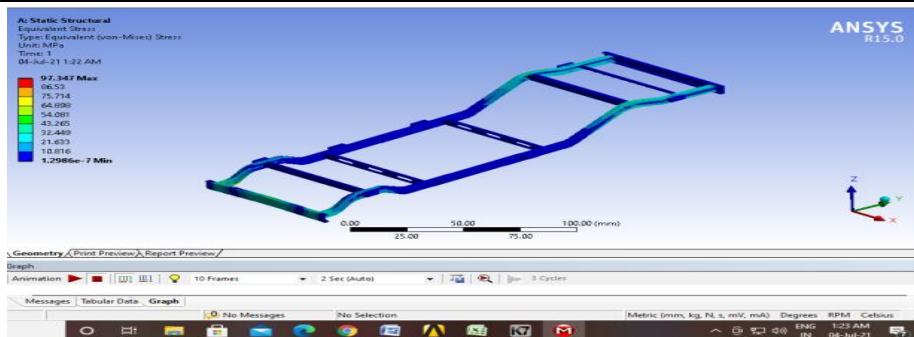 A: Static Structural
Equivalent Stress
Type: Equivalent (von-Mises) Stress
Unit: MPa
Time: 1
04-Jul-21 1:22 AM
97.347 Max
86.53
75.714
64.898
54.081
43.265
32.449
21.633
10.816
1.2986e-7 Min
ANSYS
R15.0
Z
Y
X
0.00 50.00 100.00 (mm)
25.00 75.00
Geometry Print Preview Report Preview
Graph
Animation 10 Frames 2 Sec (Auto) 3 Cycles
Messages Tabular Data Graph
No Messages No Selection Metric (mm, kg, N, s, mV, mA) Degrees RPM Celsius
ENG 1:23 AM
IN 04-Jul-21